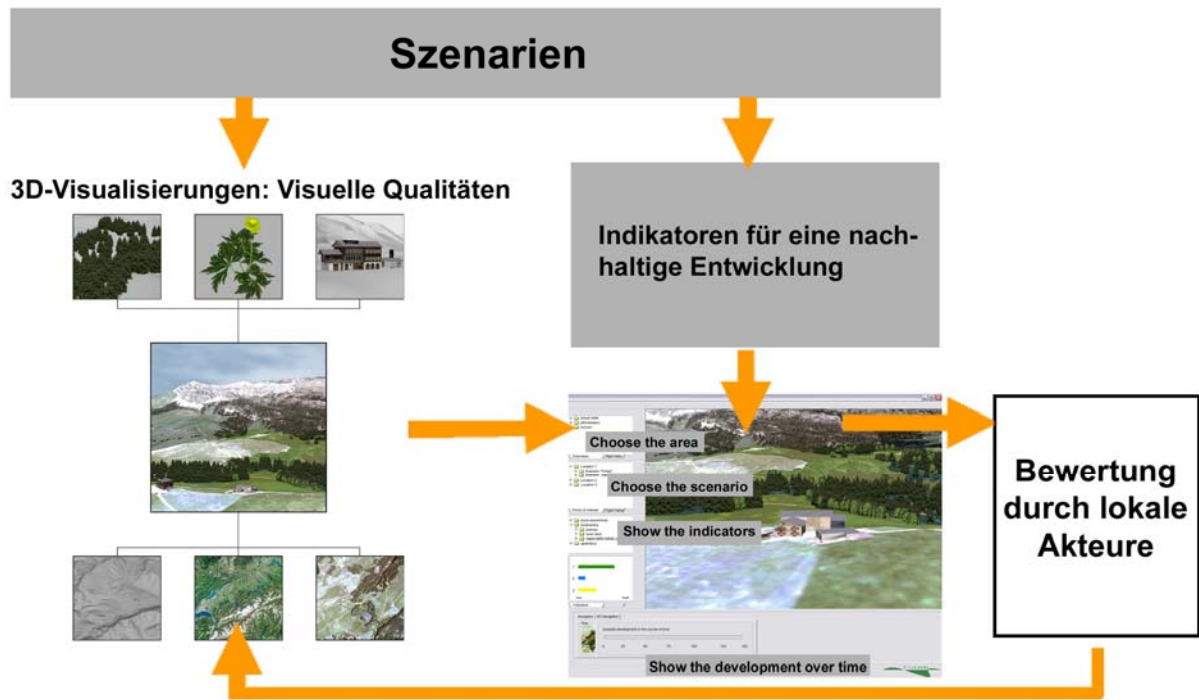 Szenarien
3D-Visualisierungen: Visuelle Qualitäten
Indikatoren für eine nach-
haltige Entwicklung
Choose the area
Choose the scenario
Show the indicators
Show the development over time
Bewertung
durch lokale
Akteure